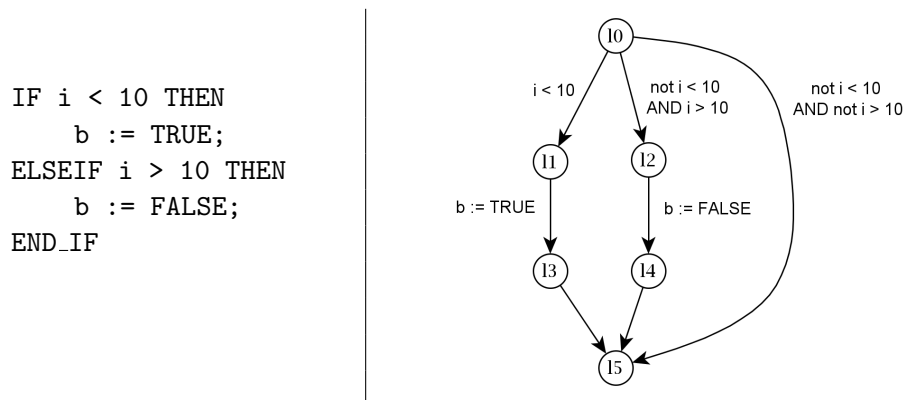 IF i < 10 THEN
b := TRUE;
ELSEIF i > 10 THEN
b := FALSE;
END_IF
l0
i < 10
not i < 10
AND i > 10
not i < 10
AND not i > 10
l1
l2
b := TRUE
b := FALSE
l3
l4
l5